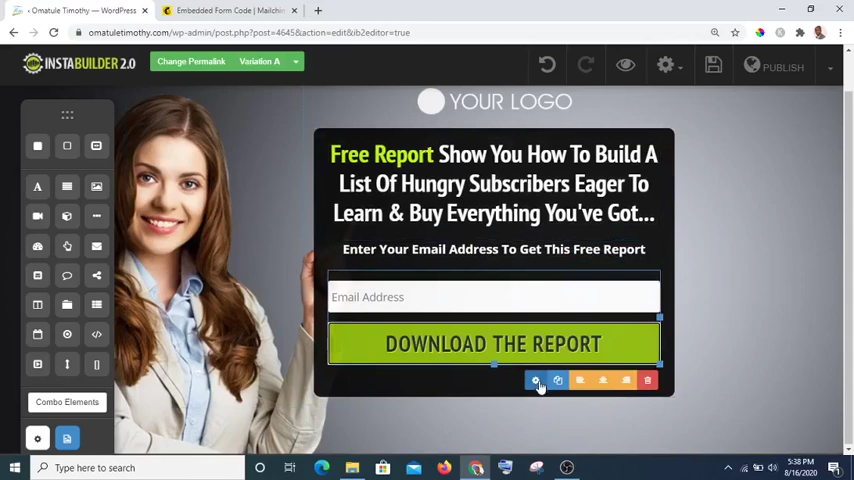 ‹ Omatule Timothy — WordPress
Embedded Form Code | Mailchim
omatuletimothy.com/wp-admin/post.php?post=4645&action=edit&ib2editor=true
INSTABUILDER 2.0
Change Permalink
Variation A
PUBLISH
YOUR LOGO
Free Report Show You How To Build A
List Of Hungry Subscribers Eager To
Learn & Buy Everything You've Got...
Enter Your Email Address To Get This Free Report
Email Address
DOWNLOAD THE REPORT
Combo Elements
Type here to search
5:38 PM
8/16/2020